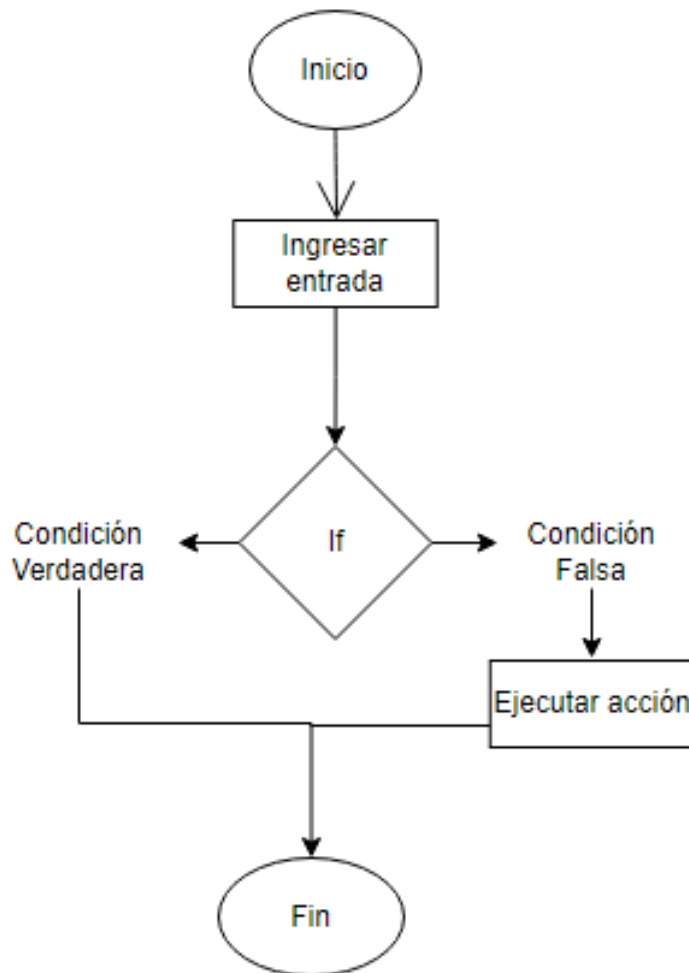 Inicio
Ingresar
entrada
If
Condición
Verdadera
Condición
Falsa
Ejecutar acción
Fin